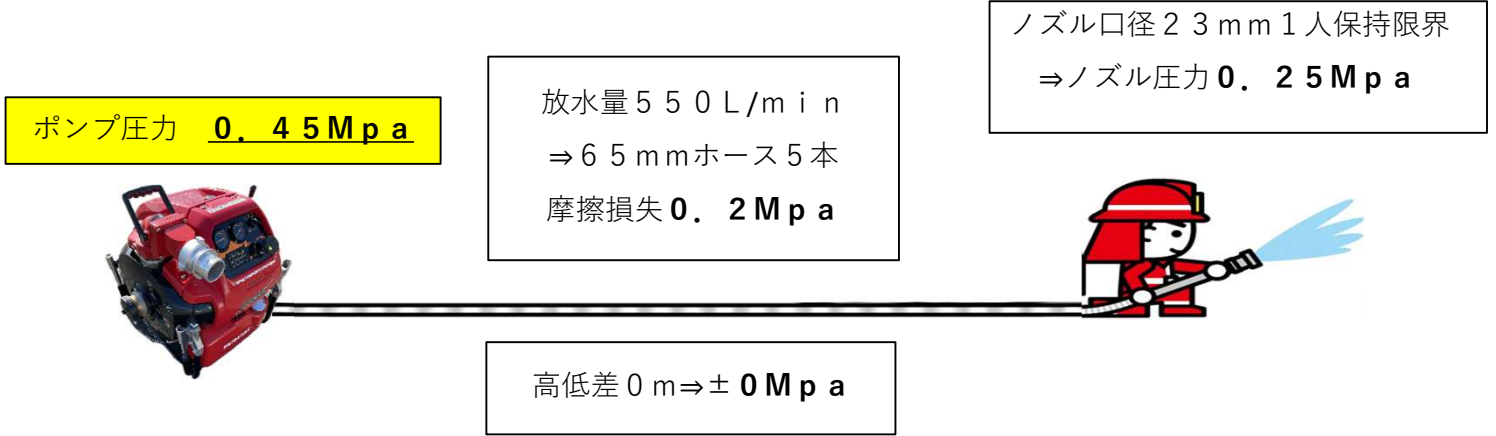 ノズル口径２３ｍｍ１人保持限界
⇒ノズル圧力０．２５Ｍｐａ
ポンプ圧力　０．４５Ｍｐａ
放水量５５０Ｌ/ｍｉｎ
⇒６５ｍｍホース５本
摩擦損失０．２Ｍｐａ
高低差０ｍ⇒±０Ｍｐａ